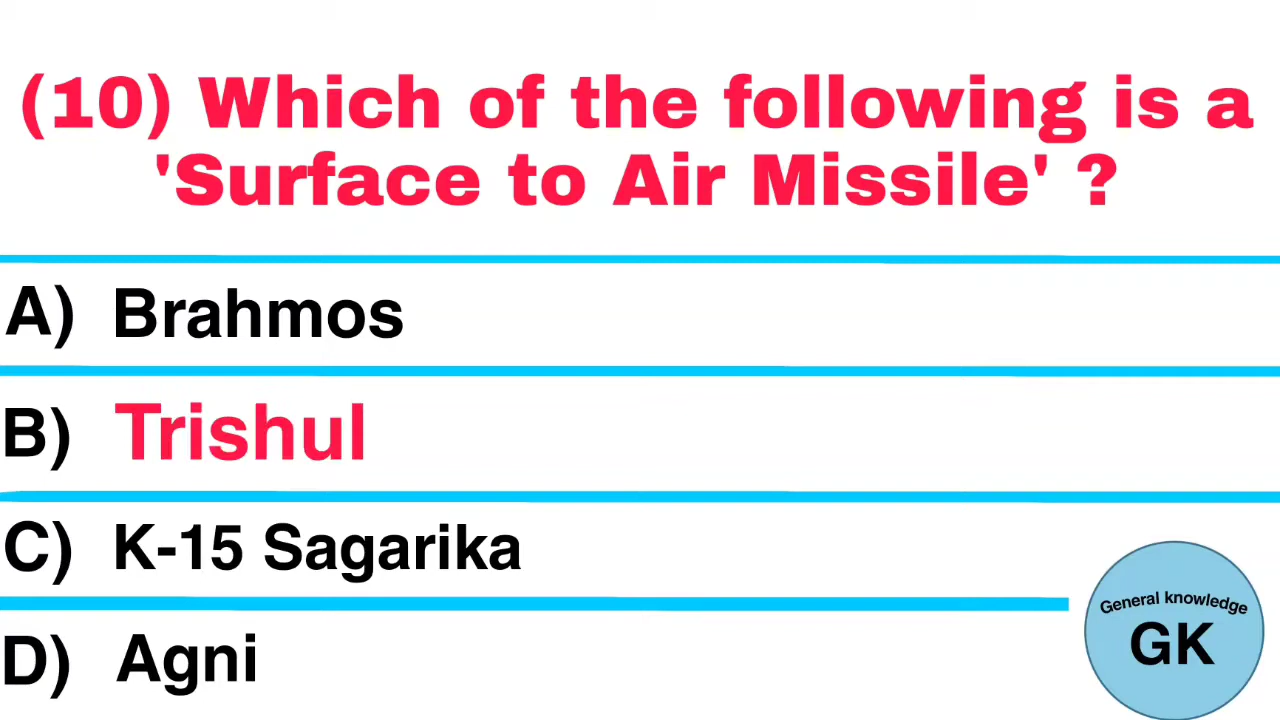 (10) Which of the following is a
'Surface to Air Missile' ?
A) Brahmos
B) Trishul
C) K-15 Sagarika
D) Agni
General knowledge
GK